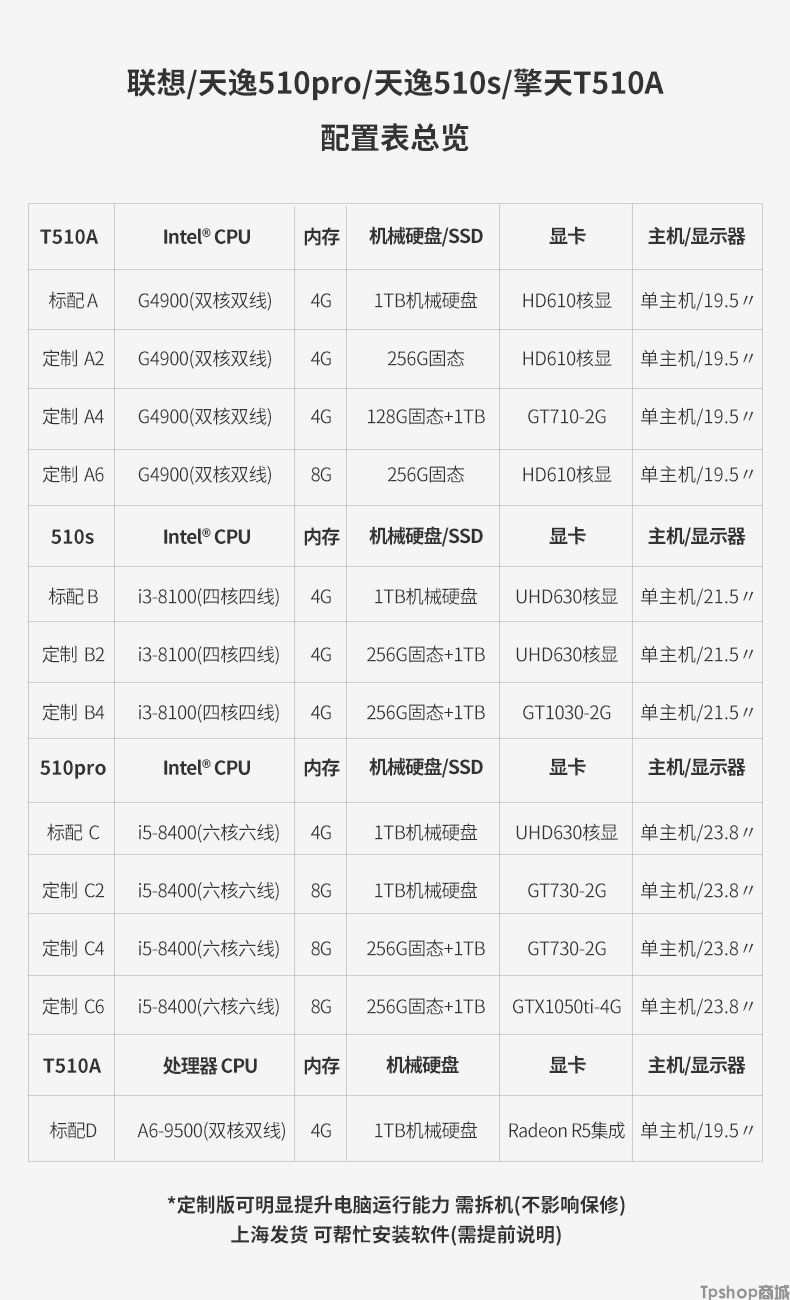 联想/天逸510pro/天逸510s/擎天T510A
配置表总览
T510A Intel® CPU 内存 机械硬盘/SSD 显卡 主机/显示器
标配 A G4900(双核双线) 4G 1TB机械硬盘 HD610核显 单主机/19.5〃
定制 A2 G4900(双核双线) 4G 256G固态 HD610核显 单主机/19.5〃
定制 A4 G4900(双核双线) 4G 128G固态+1TB GT710-2G 单主机/19.5〃
定制 A6 G4900(双核双线) 8G 256G固态 HD610核显 单主机/19.5〃
510s Intel® CPU 内存 机械硬盘/SSD 显卡 主机/显示器
标配 B i3-8100(四核四线) 4G 1TB机械硬盘 UHD630核显 单主机/21.5〃
定制 B2 i3-8100(四核四线) 4G 256G固态+1TB UHD630核显 单主机/21.5〃
定制 B4 i3-8100(四核四线) 4G 256G固态+1TB GT1030-2G 单主机/21.5〃
510pro Intel® CPU 内存 机械硬盘/SSD 显卡 主机/显示器
标配 C i5-8400(六核六线) 4G 1TB机械硬盘 UHD630核显 单主机/23.8〃
定制 C2 i5-8400(六核六线) 8G 1TB机械硬盘 GT730-2G 单主机/23.8〃
定制 C4 i5-8400(六核六线) 8G 256G固态+1TB GT730-2G 单主机/23.8〃
定制 C6 i5-8400(六核六线) 8G 256G固态+1TB GTX1050ti-4G 单主机/23.8〃
T510A 处理器 CPU 内存 机械硬盘 显卡 主机/显示器
标配D A6-9500(双核双线) 4G 1TB机械硬盘 Radeon R5集成 单主机/19.5〃
*定制版可明显提升电脑运行能力 需拆机(不影响保修)
上海发货 可帮忙安装软件(需提前说明)
Tpshop商城